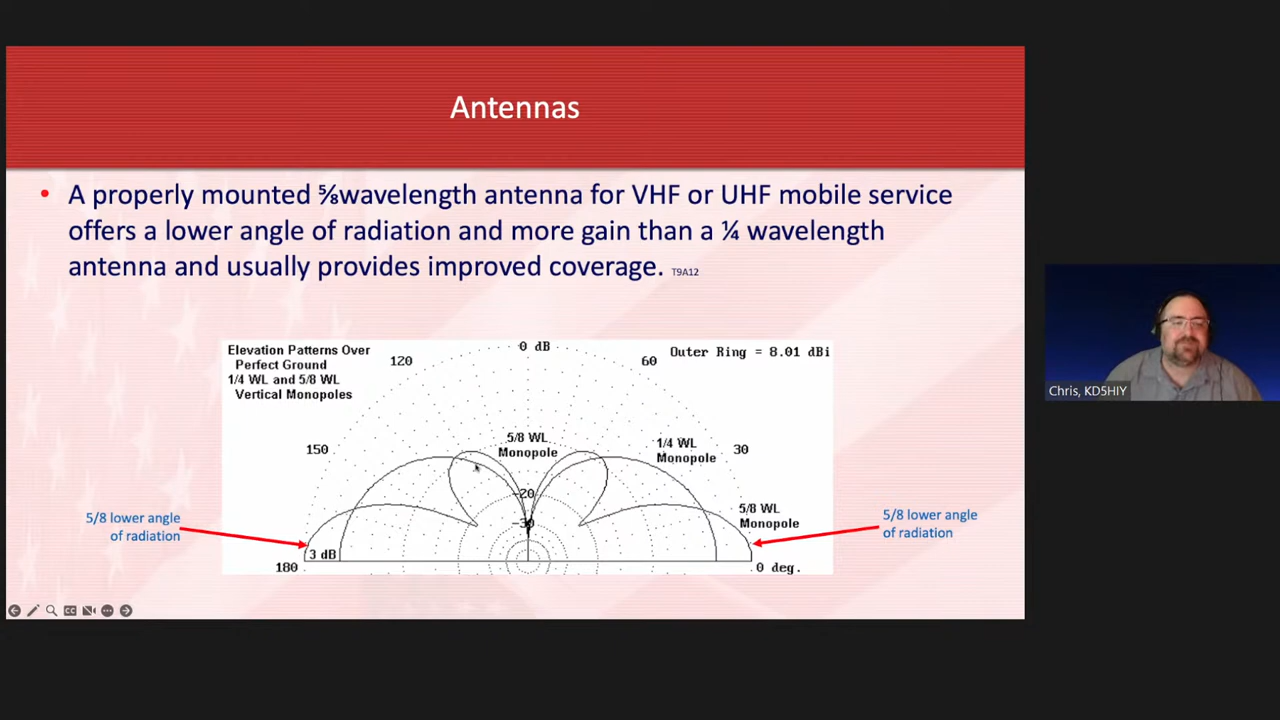 Antennas
• A properly mounted ⅝wavelength antenna for VHF or UHF mobile service
offers a lower angle of radiation and more gain than a ¼ wavelength
antenna and usually provides improved coverage. T9A12
Elevation Patterns Over
Perfect Ground
1/4 WL and 5/8 WL
Vertical Monopoles
120
0 dB
60
Outer Ring = 8.01 dBi
150
5/8 WL
Monopole
1/4 WL
Monopole
30
-20
-30
5/8 WL
Monopole
5/8 lower angle
of radiation
5/8 lower angle
of radiation
3 dB
180
0 deg.
CC
Chris, KD5HIY